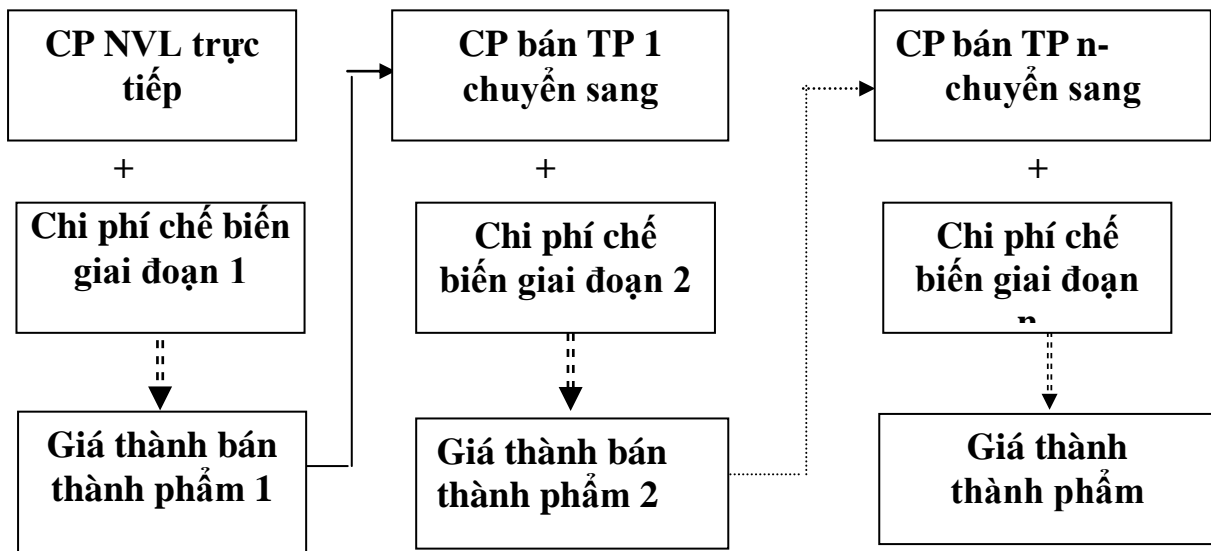 CP NVL trực
tiếp
CP bán TP 1
chuyển sang
CP bán TP n-
chuyển sang
+
+
+
Chi phí chế biến
giai đoạn 1
Chi phí chế
biến giai đoạn 2
Chi phí chế
biến giai đoạn
n
Giá thành bán
thành phẩm 1
Giá thành bán
thành phẩm 2
Giá thành
thành phẩm